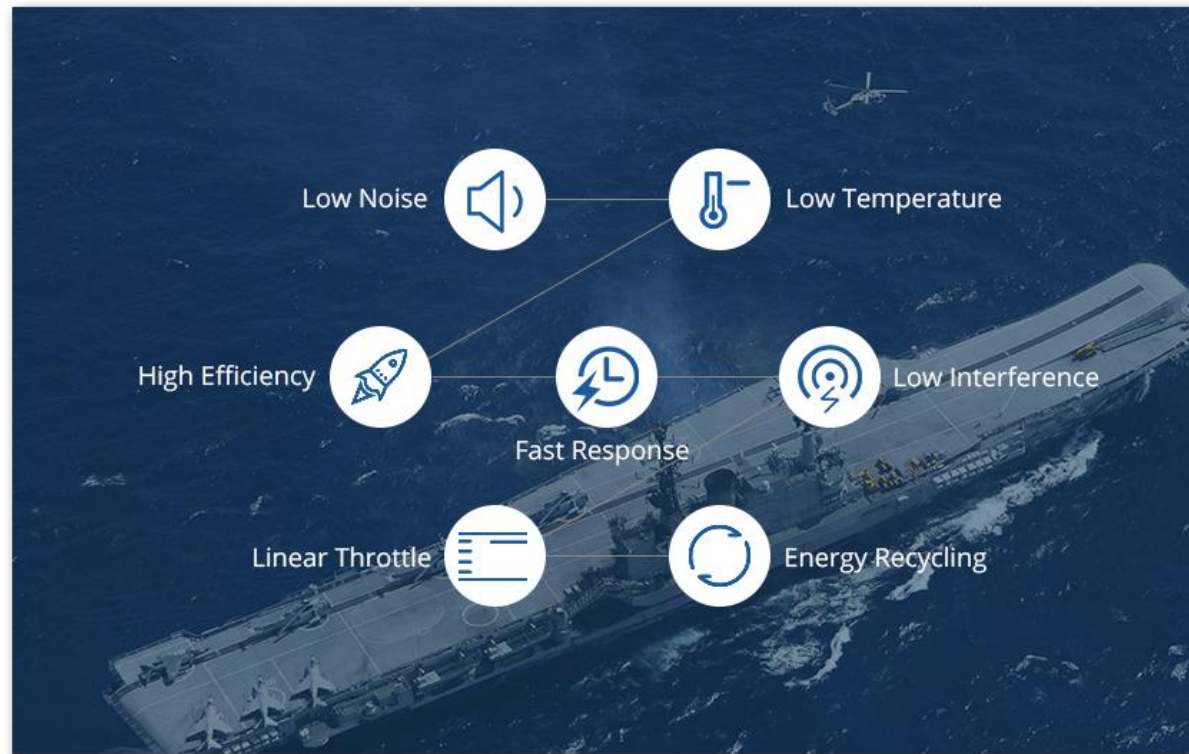 Low Noise
Low Temperature
High Efficiency
Fast Response
Low Interference
Linear Throttle
Energy Recycling